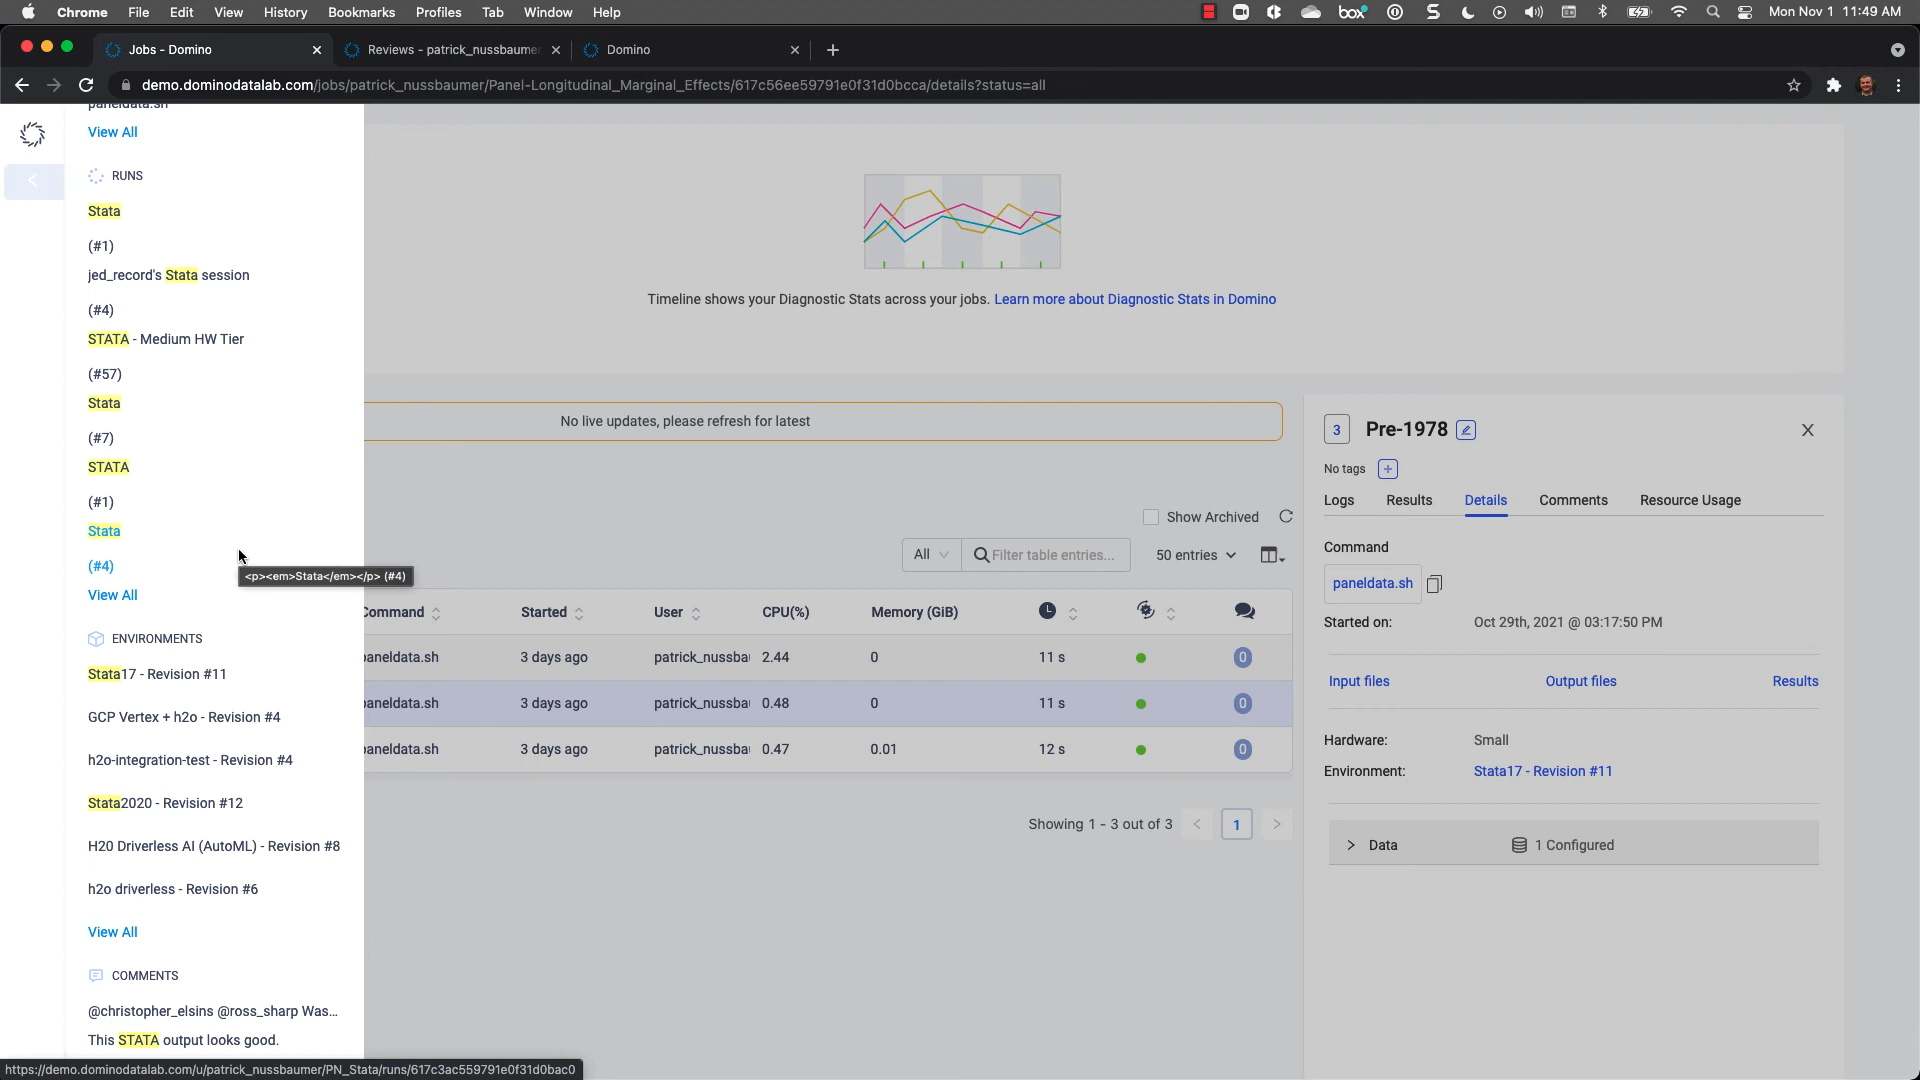 Chrome File Edit View History Bookmarks Profiles Tab Window Help
box
Mon Nov 1 11:49 AM
Jobs - Domino
Reviews - patrick_nussbaumer
Domino
demo.dominodatalab.com/jobs/patrick_nussbaumer/Panel-Longitudinal_Marginal_Effects/617c56ee59791e0f31d0bcca/details?status=all
paneldata.sh
View All
RUNS
Stata
(#1)
jed_record's Stata session
(#4)
STATA - Medium HW Tier
(#57)
Stata
(#7)
STATA
(#1)
Stata
(#4)
<p><em>Stata</em></p> (#4)
View All
ENVIRONMENTS
Stata17 - Revision #11
GCP Vertex + h2o - Revision #4
h2o-integration-test - Revision #4
Stata2020 - Revision #12
H20 Driverless AI (AutoML) - Revision #8
h2o driverless - Revision #6
View All
COMMENTS
@christopher_elsins @ross_sharp Was...
This STATA output looks good.
https://demo.dominodatalab.com/u/patrick_nussbaumer/PN_Stata/runs/617c3ac559791e0f31d0bac0
Timeline shows your Diagnostic Stats across your jobs. Learn more about Diagnostic Stats in Domino
No live updates, please refresh for latest
Show Archived
All
Filter table entries...
50 entries
Command Started User CPU(%) Memory (GiB)
paneldata.sh 3 days ago patrick_nussba 2.44 0 11 s 0
paneldata.sh 3 days ago patrick_nussba 0.48 0 11 s 0
paneldata.sh 3 days ago patrick_nussba 0.47 0.01 12 s 0
Showing 1 - 3 out of 3 < 1 >
3 Pre-1978 X
No tags +
Logs Results Details Comments Resource Usage
Command
paneldata.sh
Started on: Oct 29th, 2021 @ 03:17:50 PM
Input files Output files Results
Hardware: Small
Environment: Stata17 - Revision #11
Data 1 Configured